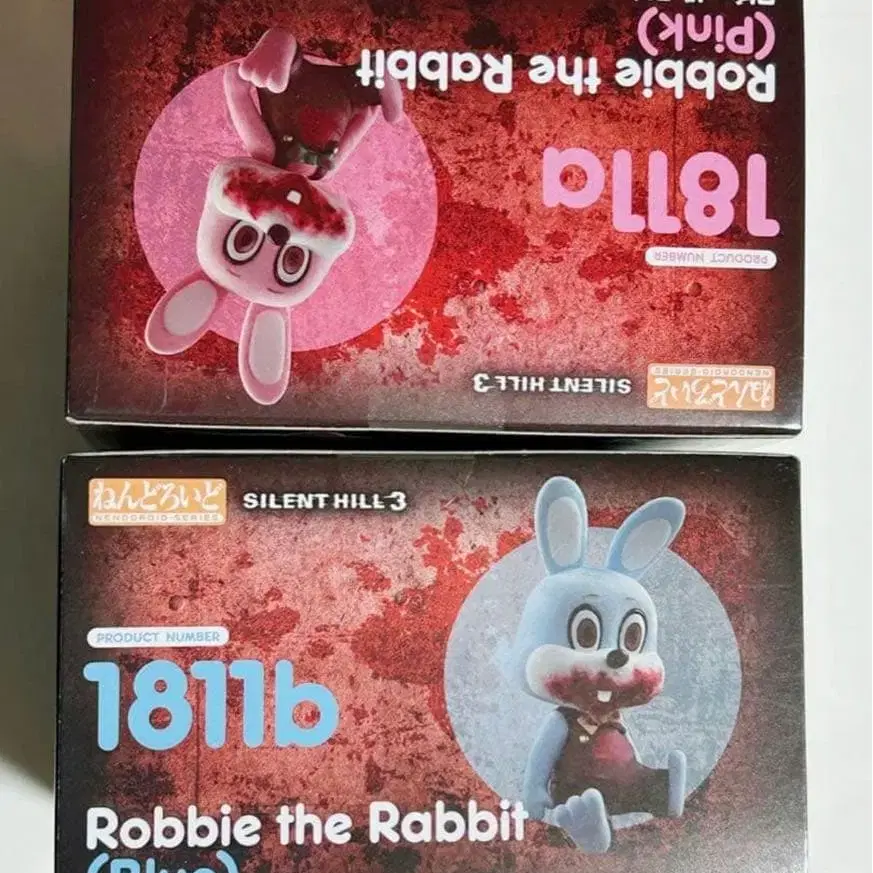 ねんどろいど
NENDOROID-SERIES
SILENT HILL 3
PRODUCT NUMBER
1811a
Robbie the Rabbit
(Pink)
ねんどろいど
NENDOROID-SERIES
SILENT HILL 3
PRODUCT NUMBER
1811b
Robbie the Rabbit
(Blue)